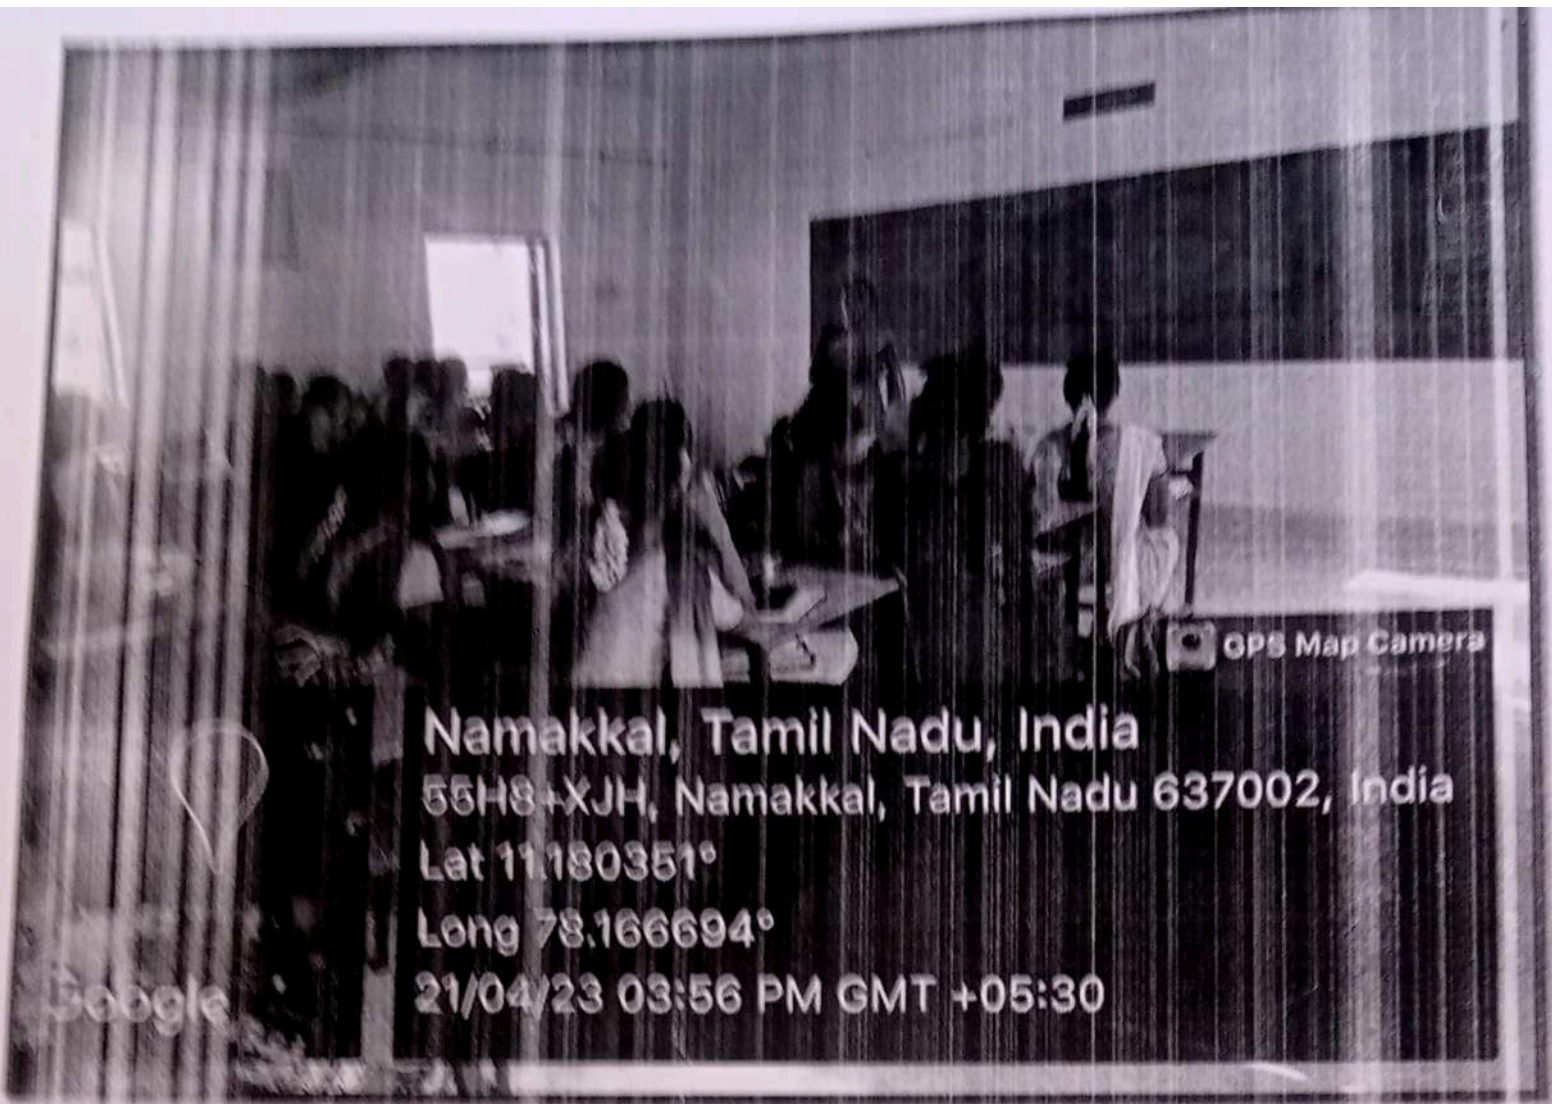 GPS Map Camera
Namakkal, Tamil Nadu, India
55H8+XJH, Namakkal, Tamil Nadu 637002, India
Lat 11.180351°
Long 78.166694°
21/04/23 03:56 PM GMT +05:30
Google